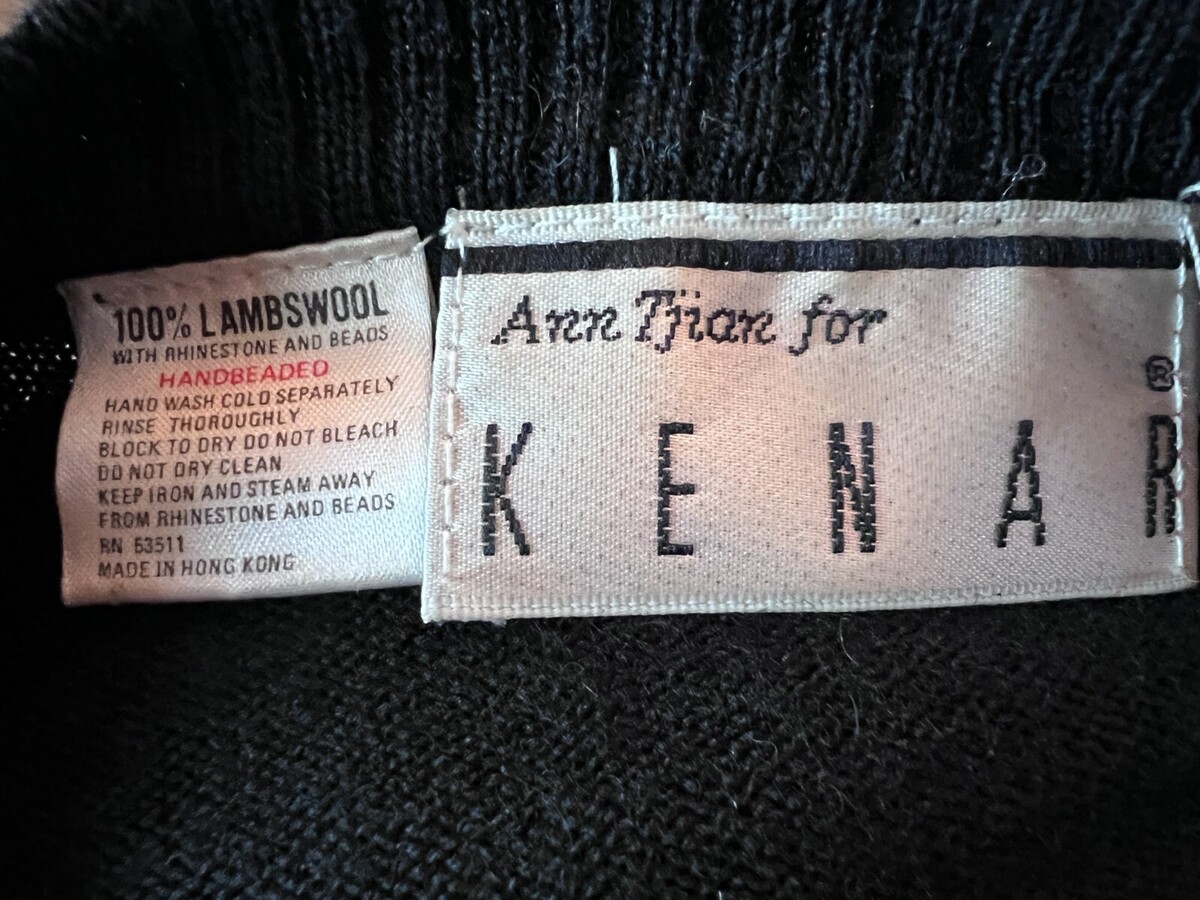 100% LAMBSWOOL
WITH RHINESTONE AND BEADS
HANDBEADED
HAND WASH COLD SEPARATELY
RINSE THOROUGHLY
BLOCK TO DRY DO NOT BLEACH
DO NOT DRY CLEAN
KEEP IRON AND STEAM AWAY
FROM RHINESTONE AND BEADS
RN 53511
MADE IN HONG KONG
Ann Tjian for
KENAR®